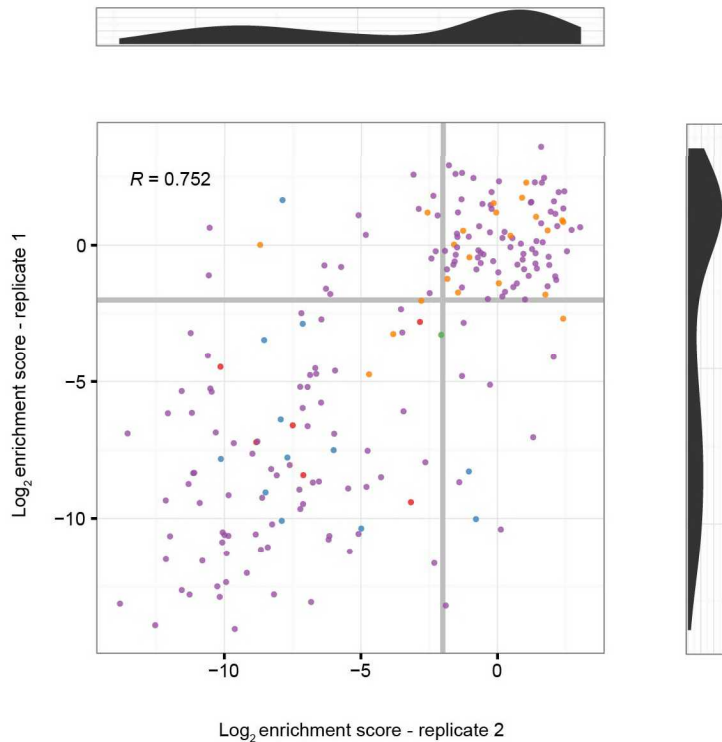 R = 0.752
0
−5
−10
−10
−5
0
Log2 enrichment score - replicate 1
Log2 enrichment score - replicate 2